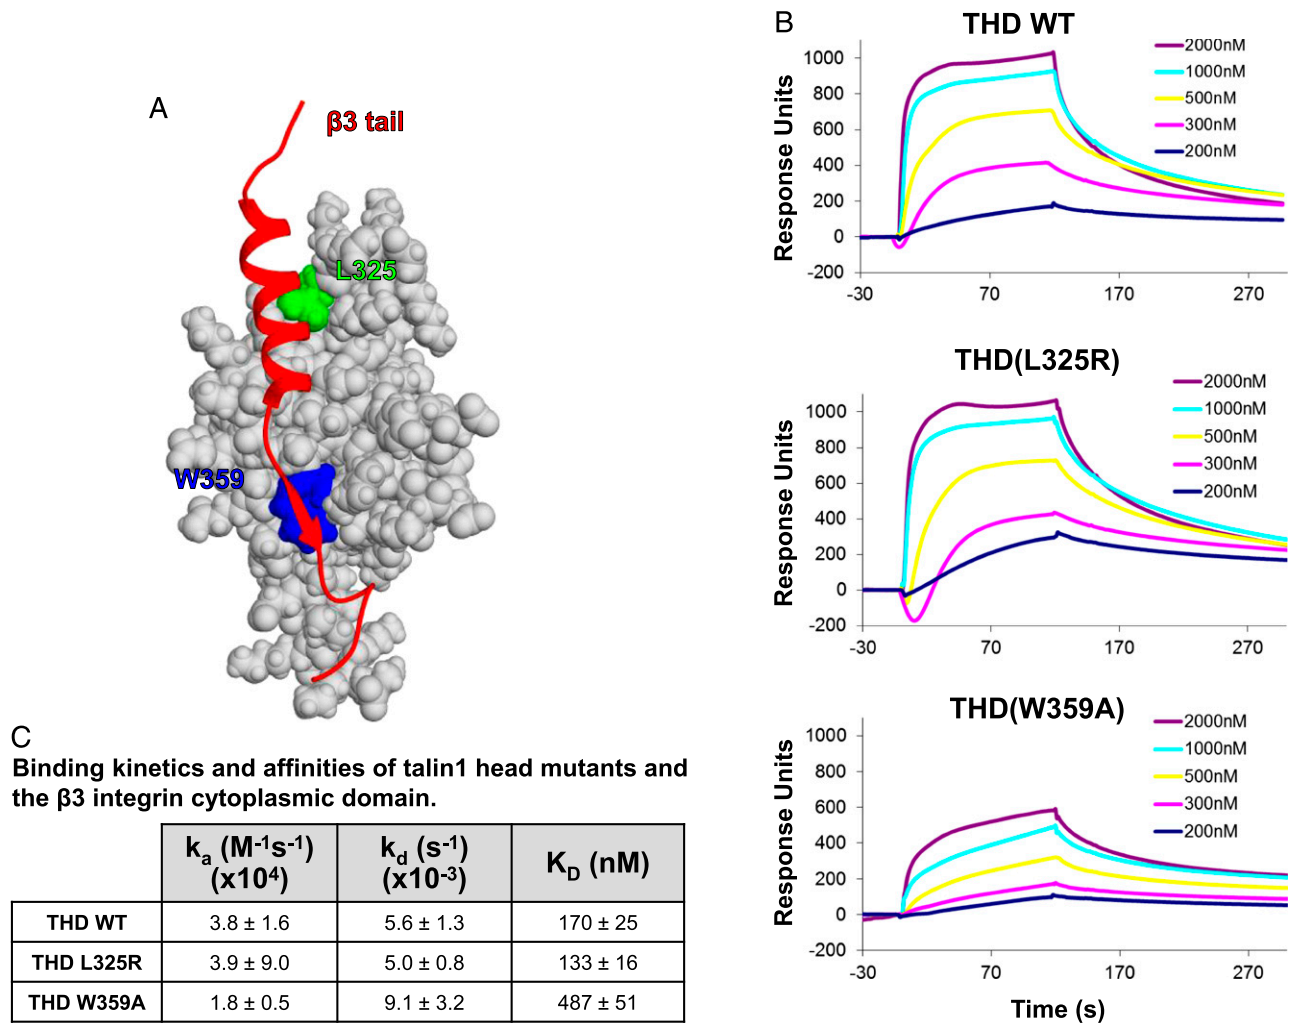 A
β3 tail
L325
W359
B
THD WT
Response Units
1000
800
600
400
200
0
-200
-30
70
170
270
2000nM
1000nM
500nM
300nM
200nM
THD(L325R)
Response Units
1000
800
600
400
200
0
-200
-30
70
170
270
2000nM
1000nM
500nM
300nM
200nM
THD(W359A)
Response Units
1000
800
600
400
200
0
-200
-30
70
170
270
2000nM
1000nM
500nM
300nM
200nM
Time (s)
C
Binding kinetics and affinities of talin1 head mutants and
the β3 integrin cytoplasmic domain.
kₐ (M⁻¹s⁻¹)
(x10⁴)
k_d (s⁻¹)
(x10⁻³)
K_D (nM)
THD WT 3.8 ± 1.6 5.6 ± 1.3 170 ± 25
THD L325R 3.9 ± 9.0 5.0 ± 0.8 133 ± 16
THD W359A 1.8 ± 0.5 9.1 ± 3.2 487 ± 51